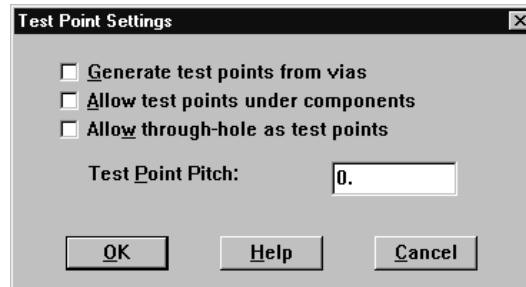 Test Point Settings
Generate test points from vias
Allow test points under components
Allow through-hole as test points
Test Point Pitch: 0.
OK Help Cancel